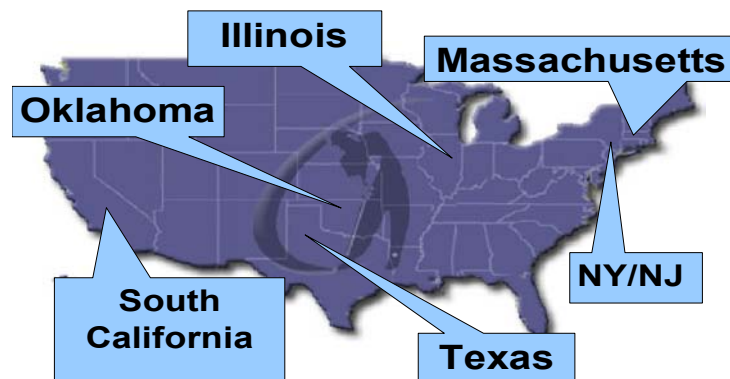 Illinois
Massachusetts
Oklahoma
NY/NJ
South
California
Texas